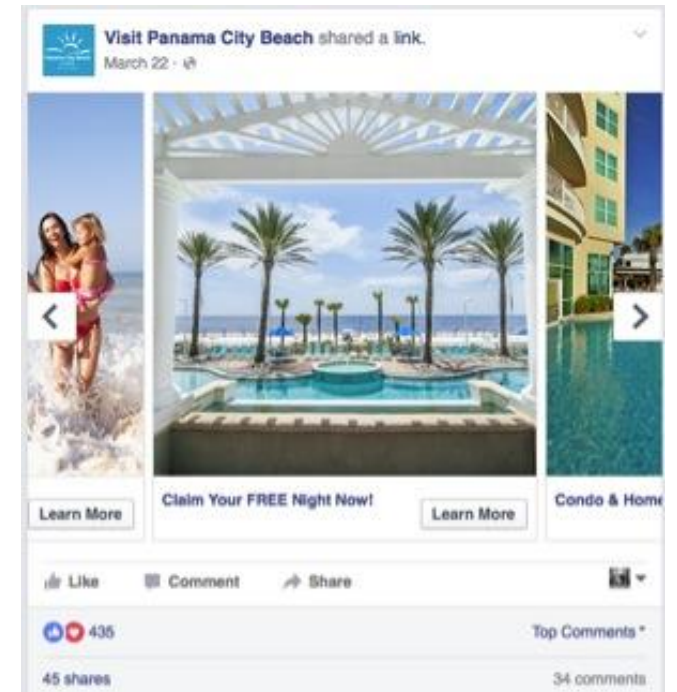 Visit Panama City Beach shared a link.
March 22 ·
Learn More
Claim Your FREE Night Now!
Learn More
Condo & Home
Like Comment Share
435 Top Comments
45 shares 34 comments